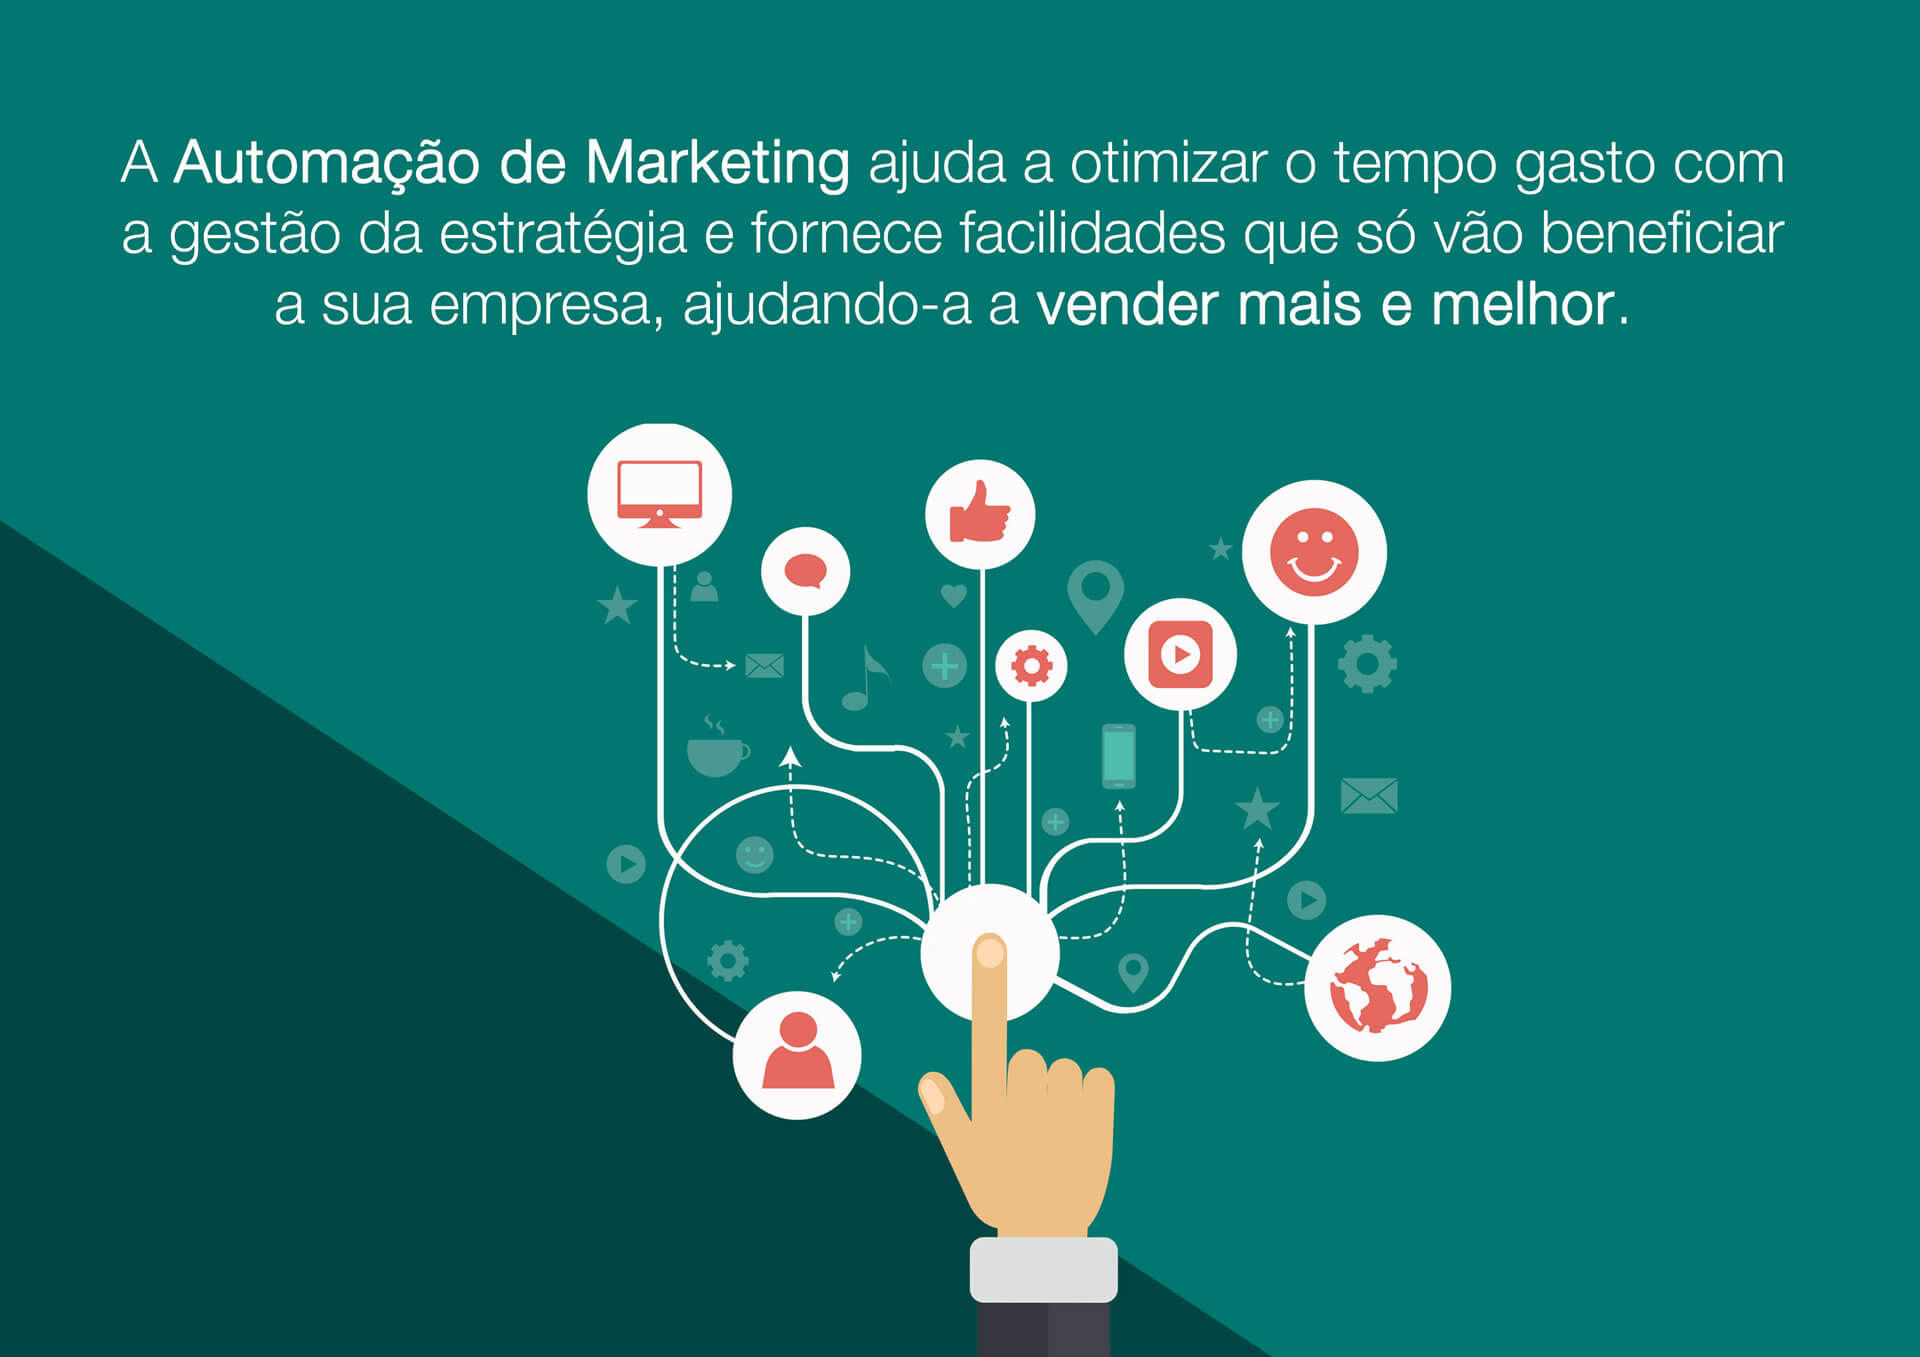 A Automação de Marketing ajuda a otimizar o tempo gasto com
a gestão da estratégia e fornece facilidades que só vão beneficiar
a sua empresa, ajudando-a a vender mais e melhor.